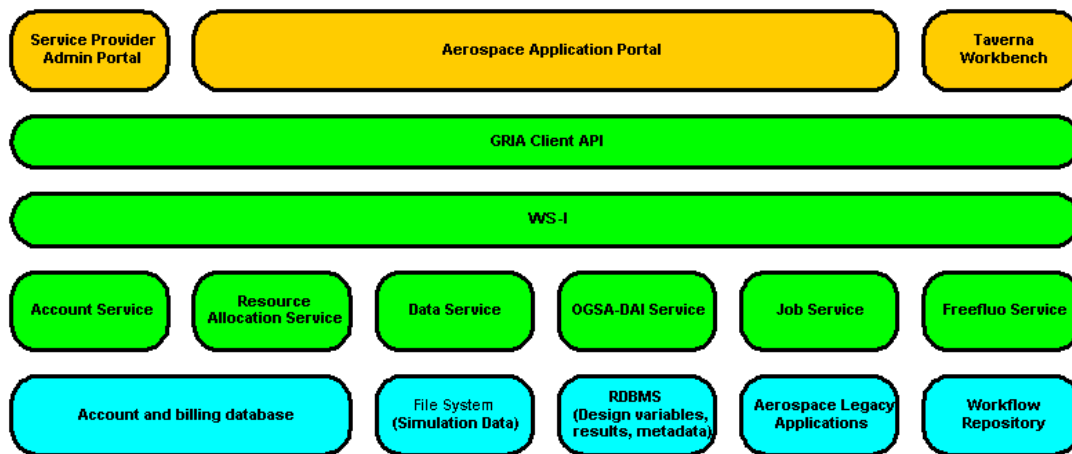 Service Provider
Admin Portal
Aerospace Application Portal
Taverna
Workbench
GRIA Client API
WS-I
Account Service
Resource
Allocation Service
Data Service
OGSA-DAI Service
Job Service
Freefluo Service
Account and billing database
File System
(Simulation Data)
RDBMS
(Design variables,
results, metadata)
Aerospace Legacy
Applications
Workflow
Repository